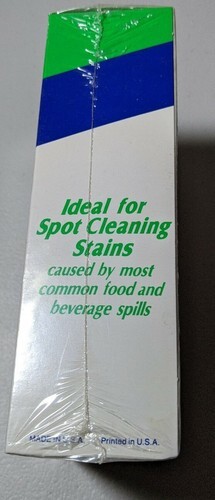 Ideal for
Spot Cleaning
Stains
caused by most
common food and
beverage spills
MADE IN U.S.A. Printed in U.S.A.